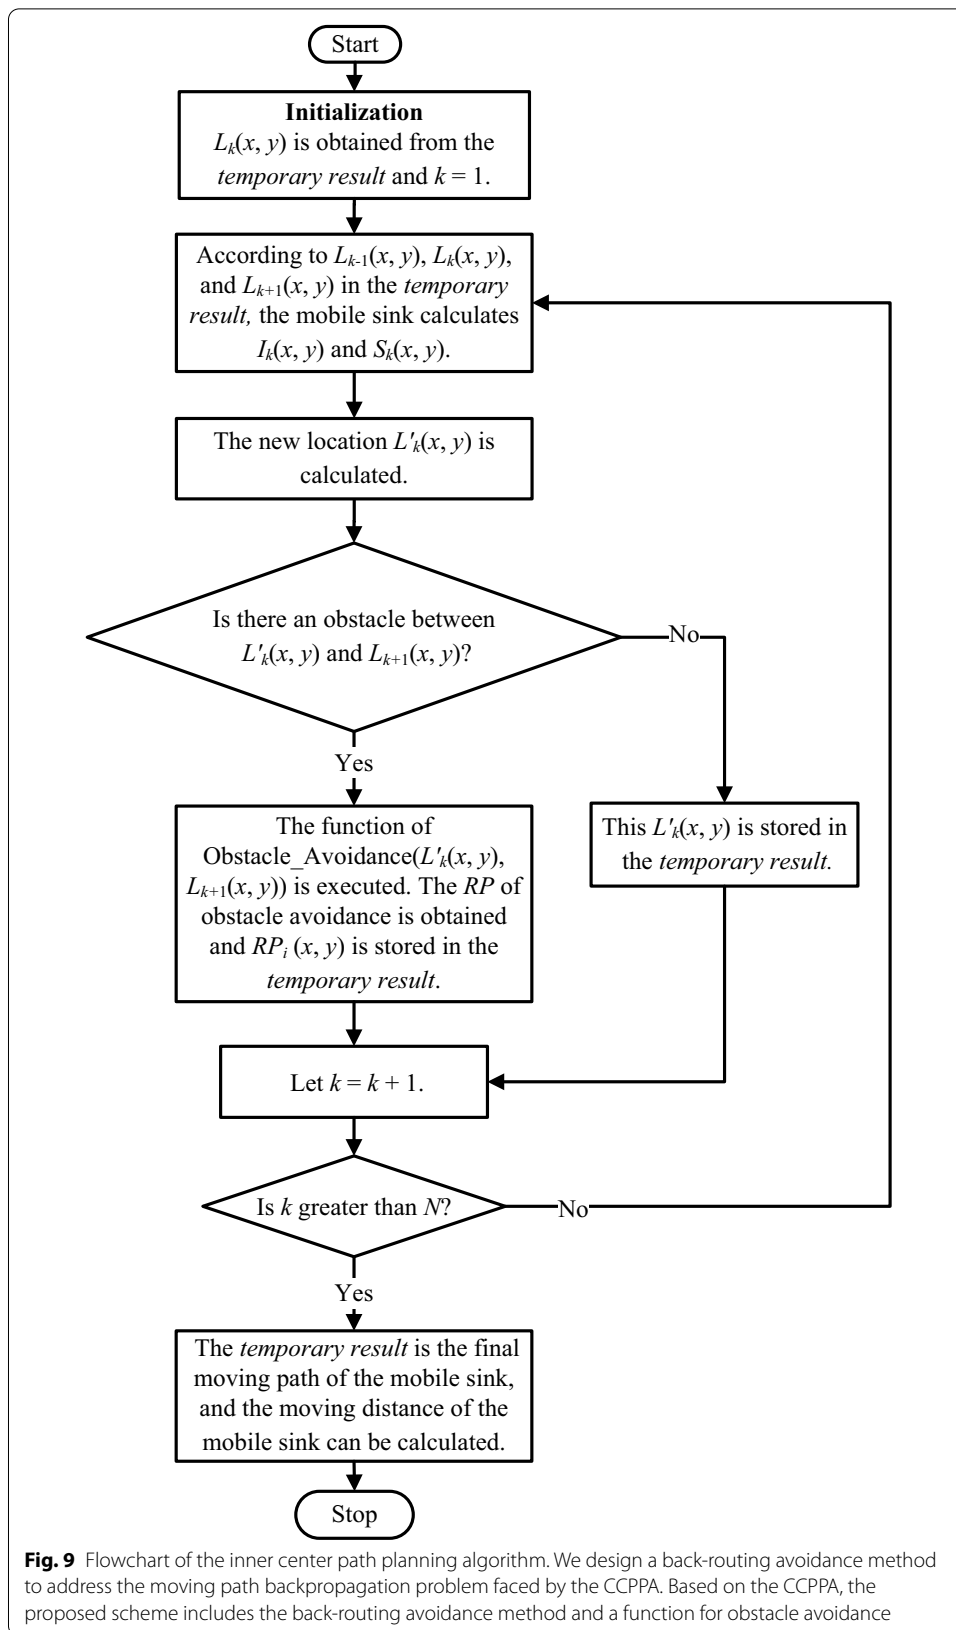 Start
Initialization
Lk(x, y) is obtained from the
temporary result and k = 1.
According to Lk-1(x, y), Lk(x, y),
and Lk+1(x, y) in the temporary
result, the mobile sink calculates
Ik(x, y) and Sk(x, y).
The new location L'k(x, y) is
calculated.
Is there an obstacle between
L'k(x, y) and Lk+1(x, y)?
No
Yes
The function of
Obstacle_Avoidance(L'k(x, y),
Lk+1(x, y)) is executed. The RP of
obstacle avoidance is obtained
and RPi (x, y) is stored in the
temporary result.
This L'k(x, y) is stored in
the temporary result.
Let k = k + 1.
Is k greater than N?
No
Yes
The temporary result is the final
moving path of the mobile sink,
and the moving distance of the
mobile sink can be calculated.
Stop
Fig. 9 Flowchart of the inner center path planning algorithm. We design a back-routing avoidance method
to address the moving path backpropagation problem faced by the CCPPA. Based on the CCPPA, the
proposed scheme includes the back-routing avoidance method and a function for obstacle avoidance